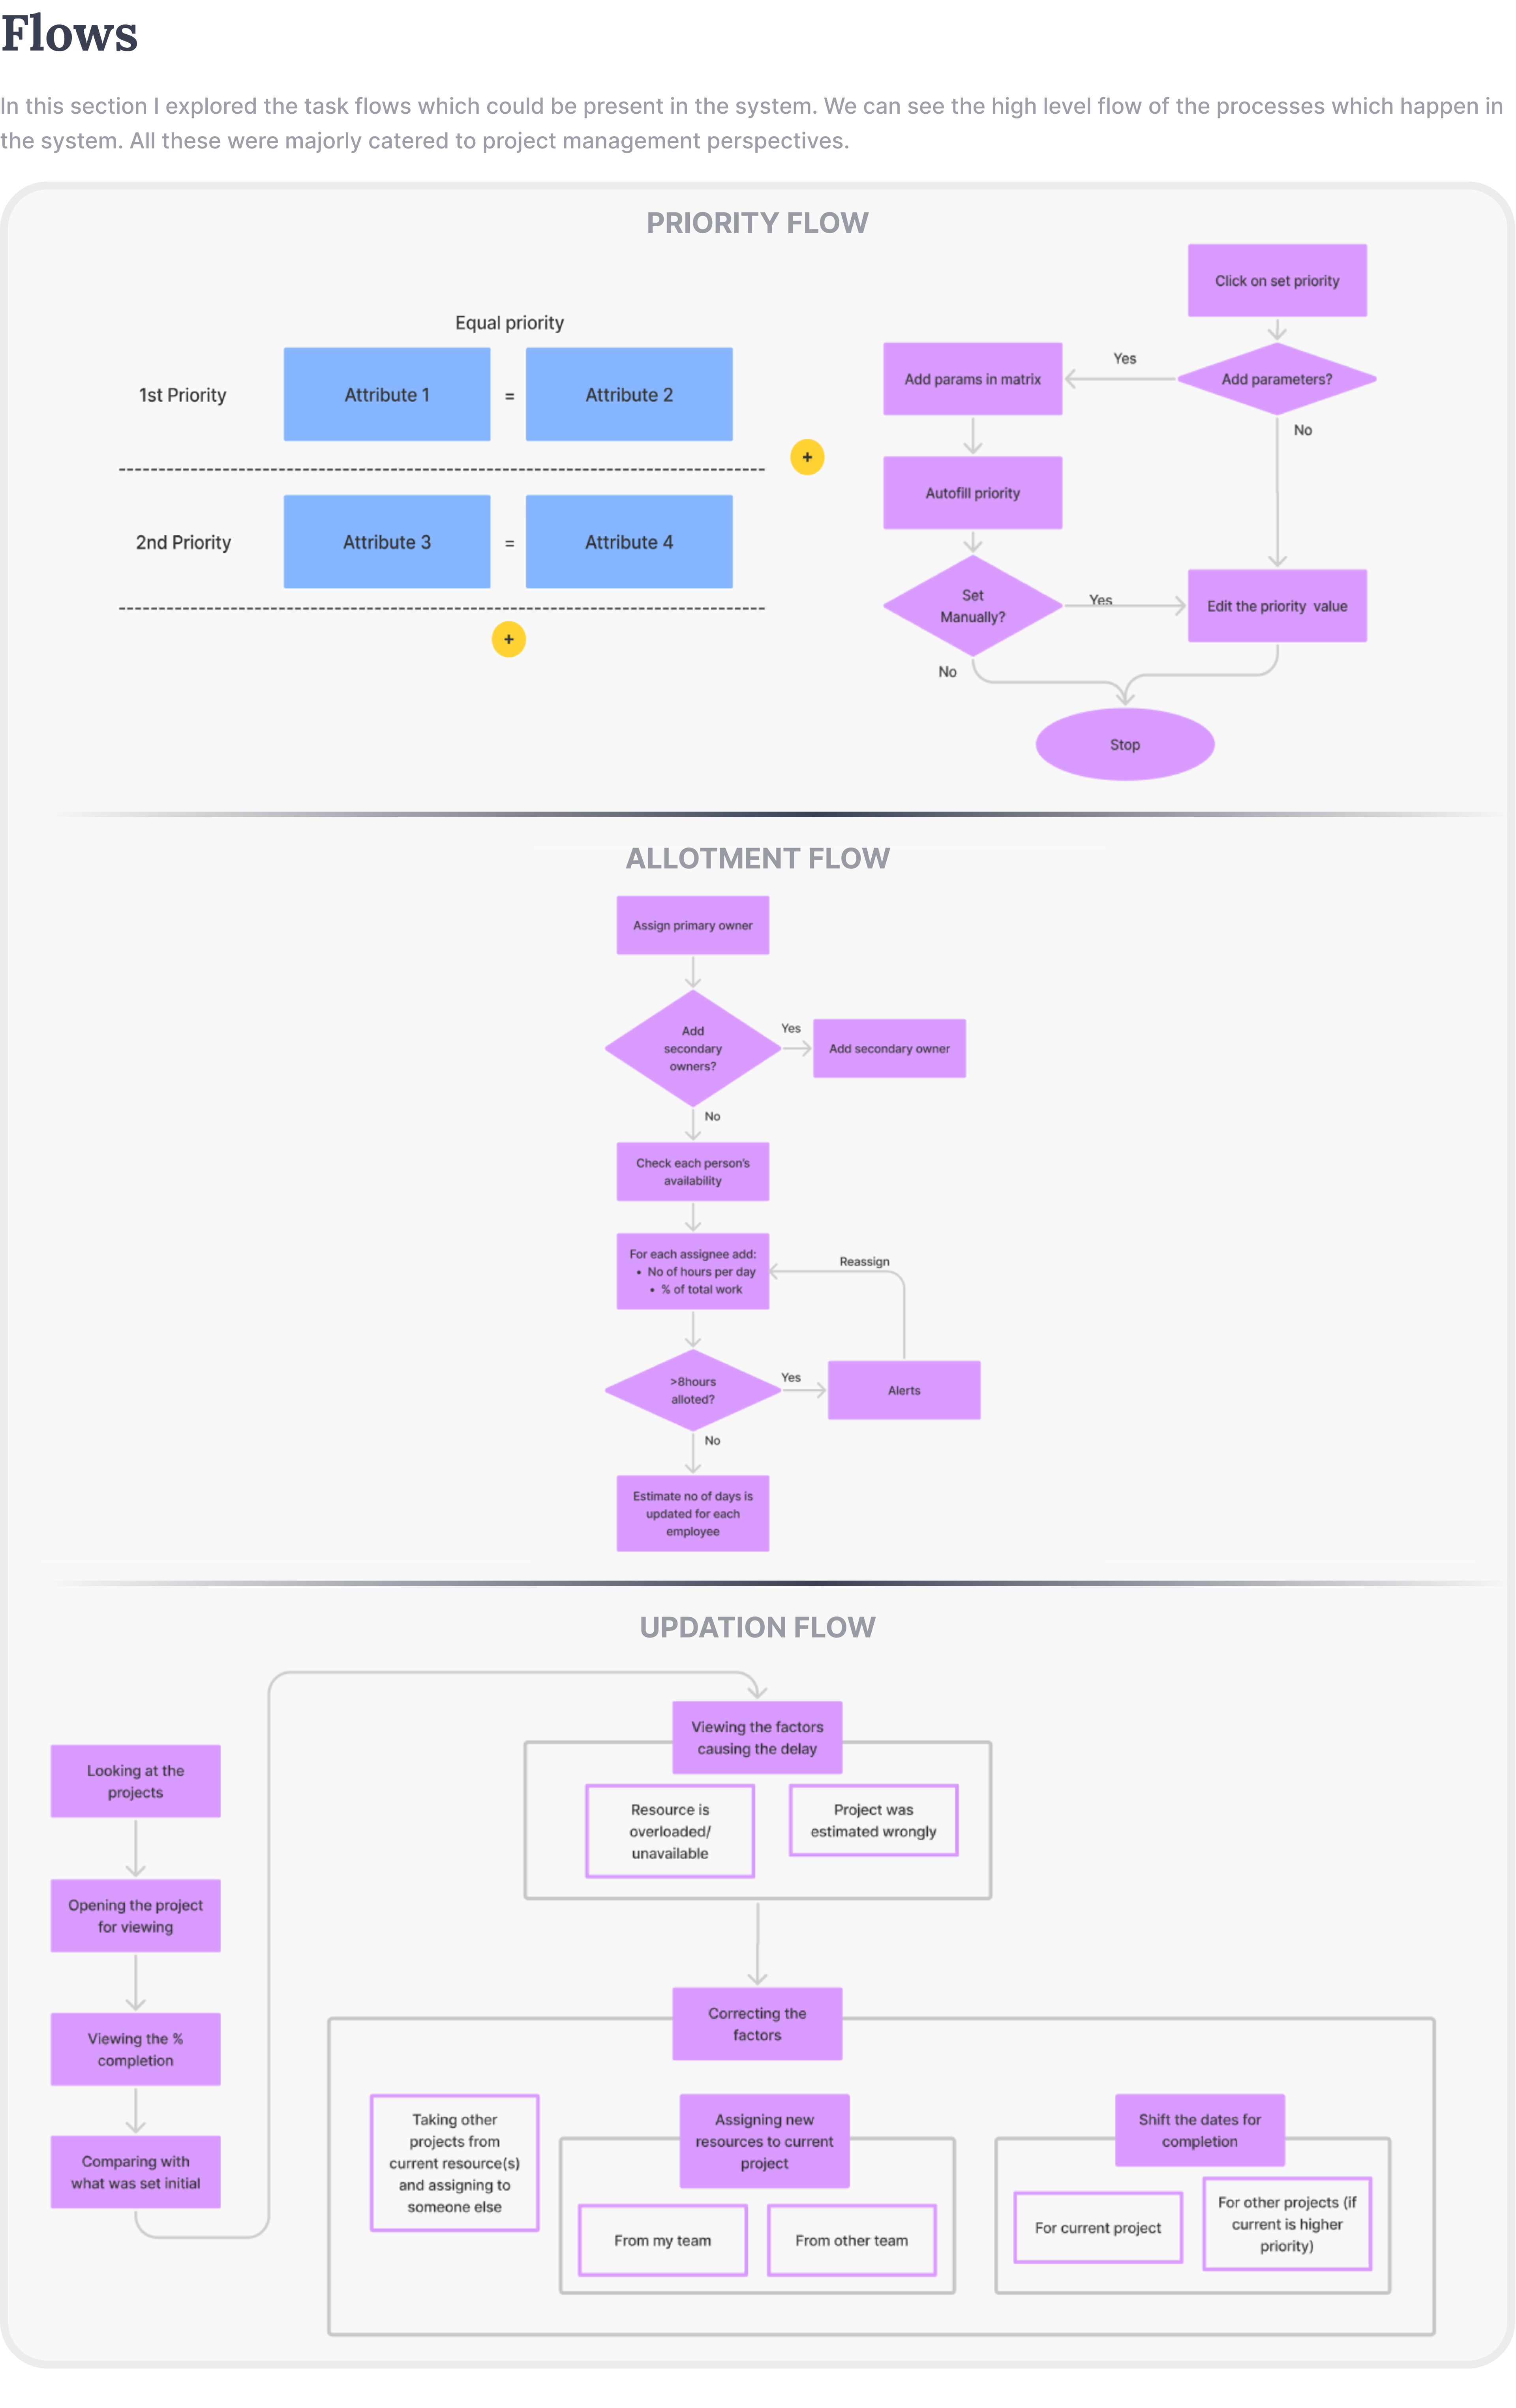 Flows
In this section I explored the task flows which could be present in the system. We can see the high level flow of the processes which happen in
the system. All these were majorly catered to project management perspectives.
PRIORITY FLOW
Equal priority
1st Priority
Attribute 1
=
Attribute 2
+
2nd Priority
Attribute 3
=
Attribute 4
+
Click on set priority
Add parameters?
Yes
Add params in matrix
No
Autofill priority
Set
Manually?
Yes
Edit the priority value
No
Stop
ALLOTMENT FLOW
Assign primary owner
Add
secondary
owners?
Yes
Add secondary owner
No
Check each person's
availability
For each assignee add:
• No of hours per day
• % of total work
Reassign
>8hours
alloted?
Yes
Alerts
No
Estimate no of days is
updated for each
employee
UPDATION FLOW
Looking at the
projects
Opening the project
for viewing
Viewing the %
completion
Comparing with
what was set initial
Viewing the factors
causing the delay
Resource is
overloaded/
unavailable
Project was
estimated wrongly
Correcting the
factors
Taking other
projects from
current resource(s)
and assigning to
someone else
Assigning new
resources to current
project
From my team
From other team
Shift the dates for
completion
For current project
For other projects (if
current is higher
priority)